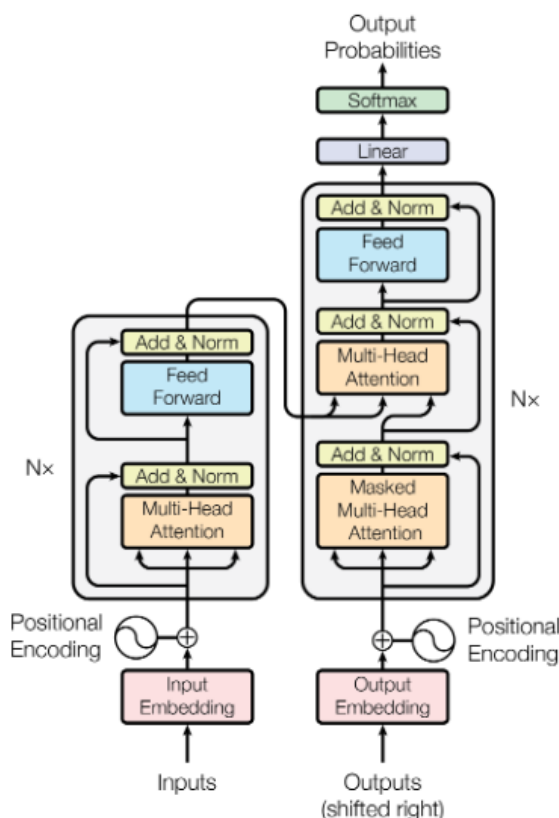 Output
Probabilities
Softmax
Linear
Add & Norm
Feed
Forward
Add & Norm
Multi-Head
Attention
Add & Norm
Masked
Multi-Head
Attention
N×
Add & Norm
Feed
Forward
Add & Norm
Multi-Head
Attention
N×
Positional
Encoding
Positional
Encoding
Input
Embedding
Output
Embedding
Inputs
Outputs
(shifted right)